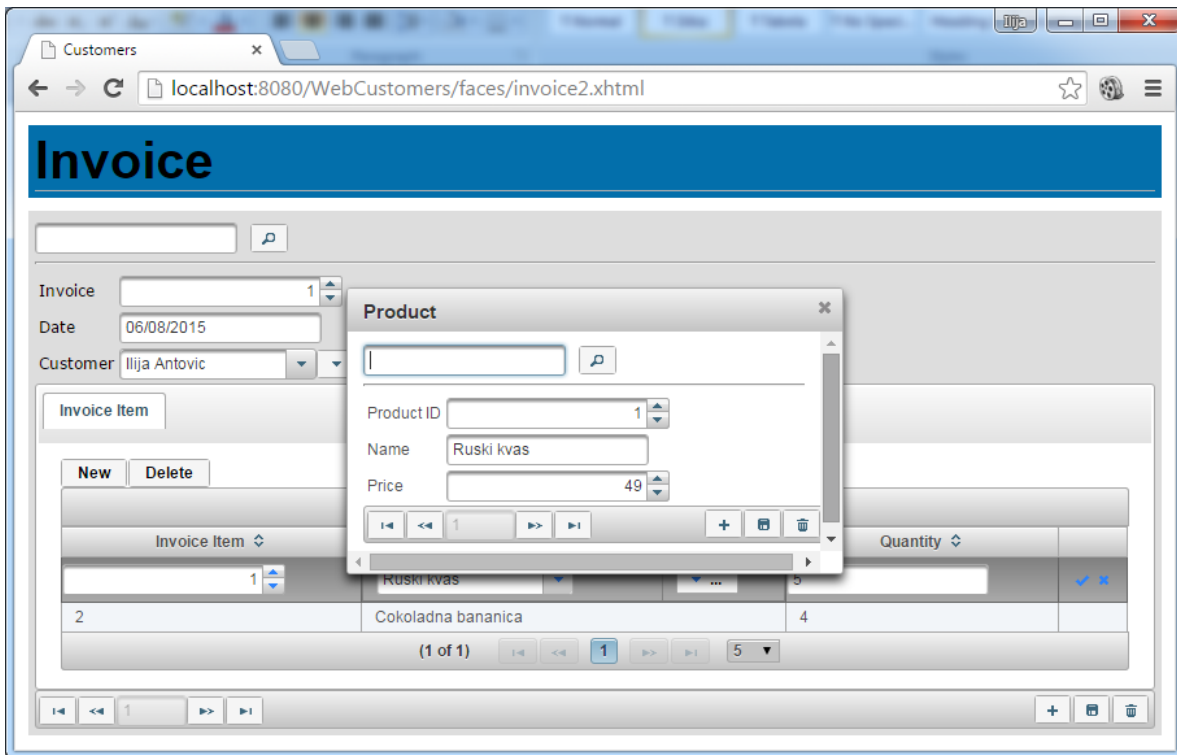 Ilija
Customers
localhost:8080/WebCustomers/faces/invoice2.xhtml
Invoice
Invoice 1
Date 06/08/2015
Customer Ilija Antovic
Product
Product ID 1
Name Ruski kvas
Price 49
1
Invoice Item
New Delete
Invoice Item Quantity
1 Ruski kvas ... 5
2 Cokoladna bananica 4
(1 of 1) 1 5
1